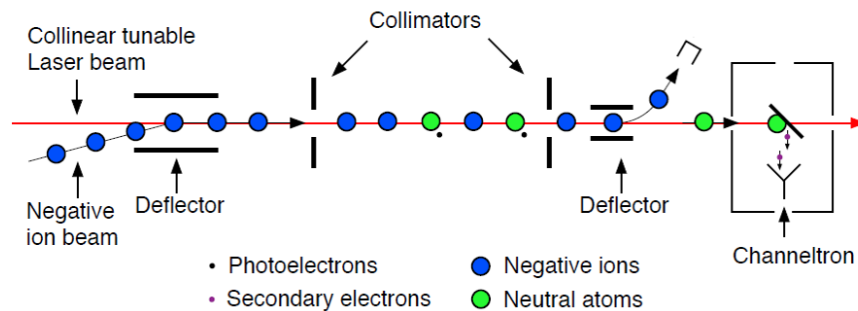 Collinear tunable
Laser beam
Collimators
Negative
ion beam
Deflector
Deflector
Channeltron
Photoelectrons
Negative ions
Secondary electrons
Neutral atoms